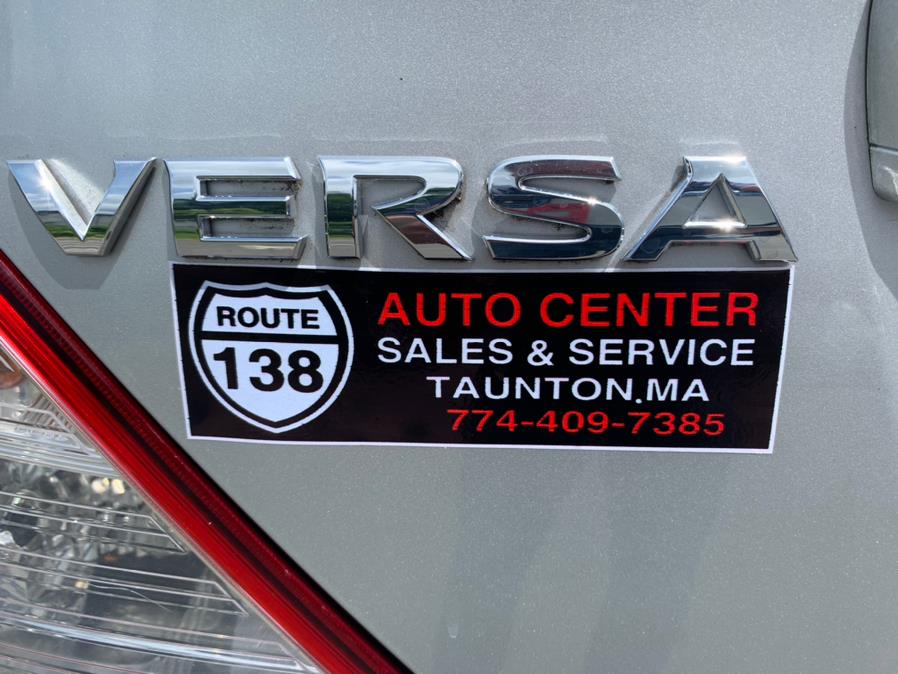 VERSA
ROUTE
138
AUTO CENTER
SALES & SERVICE
TAUNTON.MA
774-409-7385